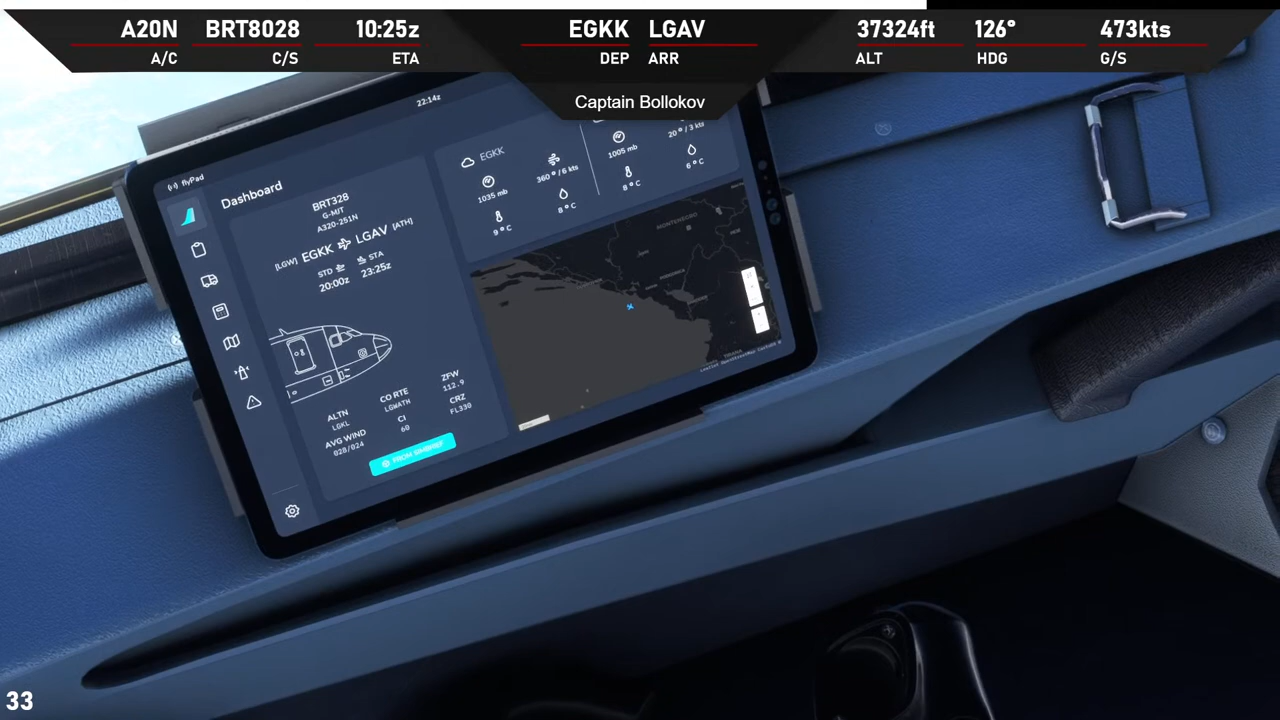 A20N BRT8028 10:25z EGKK LGAV 37324ft 126° 473kts
A/C C/S ETA DEP ARR ALT HDG G/S
Captain Bollokov
22:14z
flyPad
Dashboard
BRT328
G-MJT
A320-251N
[LGW] EGKK LGAV [ATH]
STD STA
20:00z 23:25z
ALTN CO RTE ZFW
LGKL LGWATH 112.9
AVG WIND CI CRZ
028/024 60 FL330
FROM SIMBRIEF
EGKK
1035 mb 360° / 6 kts
9 °C 8 °C
1005 mb 20° / 3 kts
8 °C 6 °C
MONTENEGRO
33